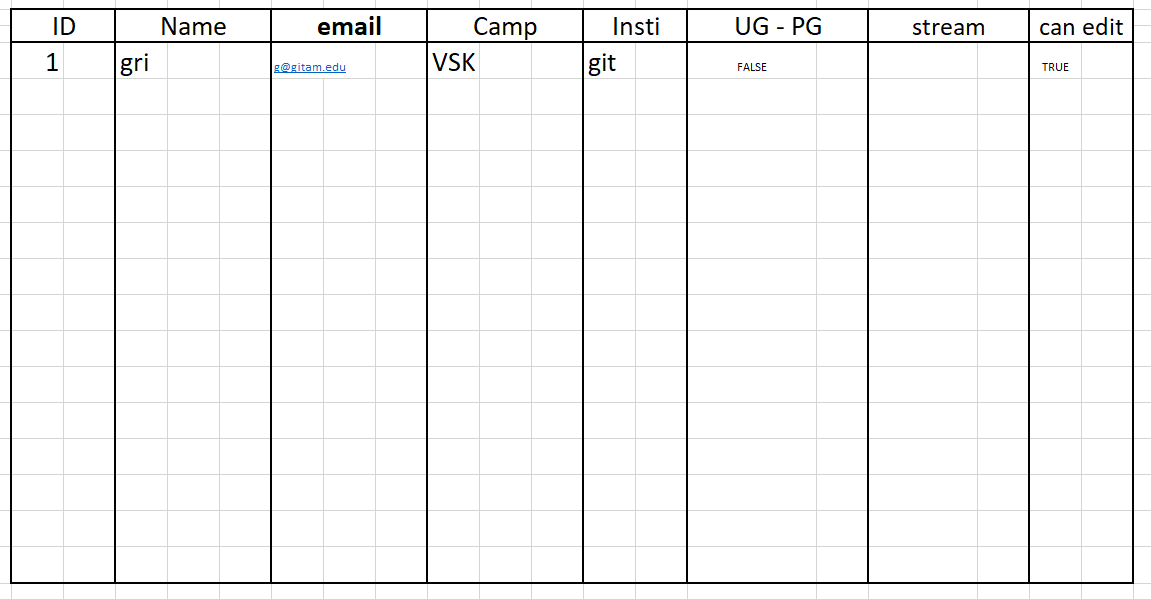 ID Name email Camp Insti UG - PG stream can edit
1 gri g@gitam.edu VSK git FALSE TRUE